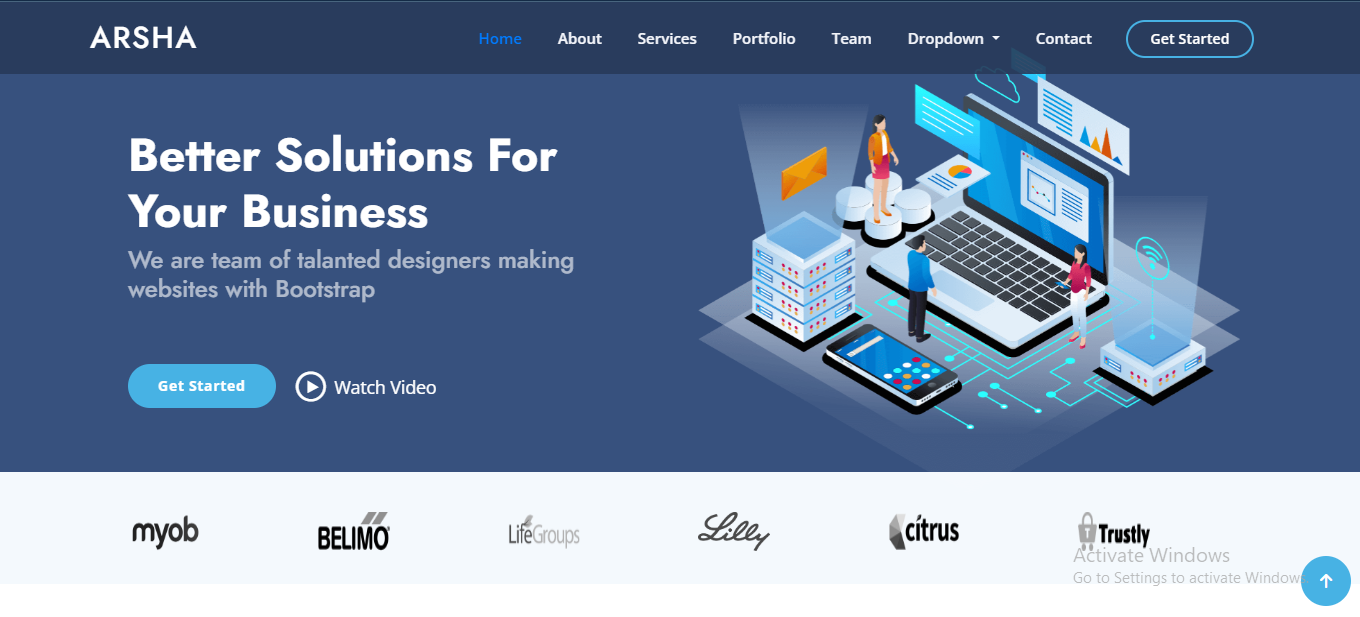 ARSHA
Home About Services Portfolio Team Dropdown Contact Get Started
Better Solutions For
Your Business
We are team of talanted designers making
websites with Bootstrap
Get Started Watch Video
myob BELIMO LifeGroups Lilly citrus Trustly
Activate Windows
Go to Settings to activate Windows